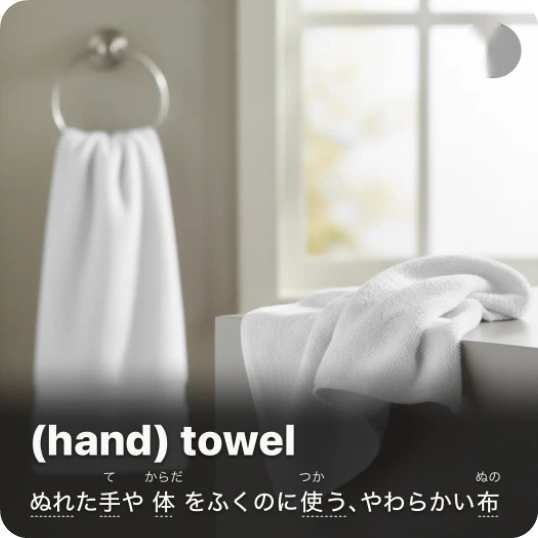 (hand) towel
て からだ つか ぬの
ぬれた手や 体 をふくのに使う、やわらかい布